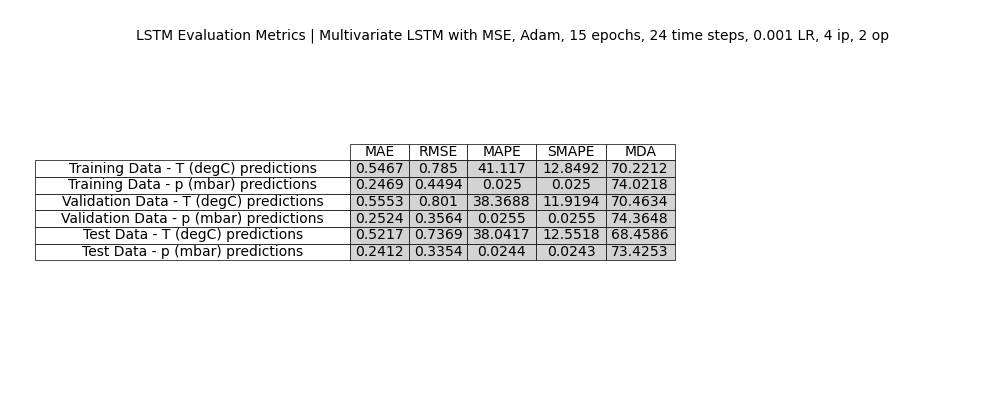 LSTM Evaluation Metrics | Multivariate LSTM with MSE, Adam, 15 epochs, 24 time steps, 0.001 LR, 4 ip, 2 op
MAE RMSE MAPE SMAPE MDA
Training Data - T (degC) predictions 0.5467 0.785 41.117 12.8492 70.2212
Training Data - p (mbar) predictions 0.2469 0.4494 0.025 0.025 74.0218
Validation Data - T (degC) predictions 0.5553 0.801 38.3688 11.9194 70.4634
Validation Data - p (mbar) predictions 0.2524 0.3564 0.0255 0.0255 74.3648
Test Data - T (degC) predictions 0.5217 0.7369 38.0417 12.5518 68.4586
Test Data - p (mbar) predictions 0.2412 0.3354 0.0244 0.0243 73.4253